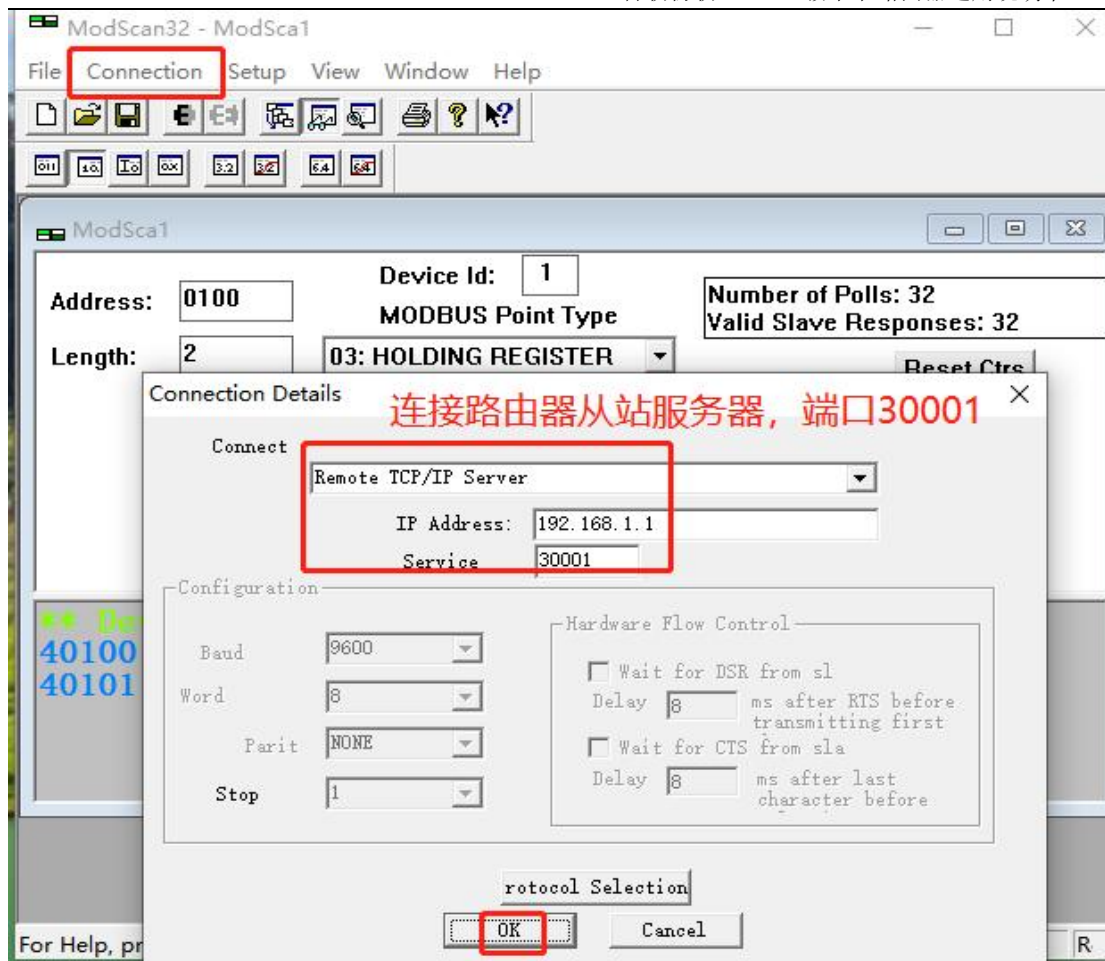 ModScan32 - ModSca1
File Connection Setup View Window Help
ModSca1
Address: 0100
Device Id: 1
MODBUS Point Type
Number of Polls: 32
Valid Slave Responses: 32
Length: 2
03: HOLDING REGISTER
Reset Ctrs
Connection Details
连接路由器从站服务器，端口30001
Connect
Remote TCP/IP Server
IP Address: 192.168.1.1
Service 30001
Configuration
Hardware Flow Control
40100
40101
Baud 9600
Wait for DSR from sl
Word 8
Delay 8 ms after RTS before
transmitting first
Parit NONE
Wait for CTS from sla
Stop 1
Delay 8 ms after last
character before
rotocol Selection
OK Cancel
For Help, pr
R